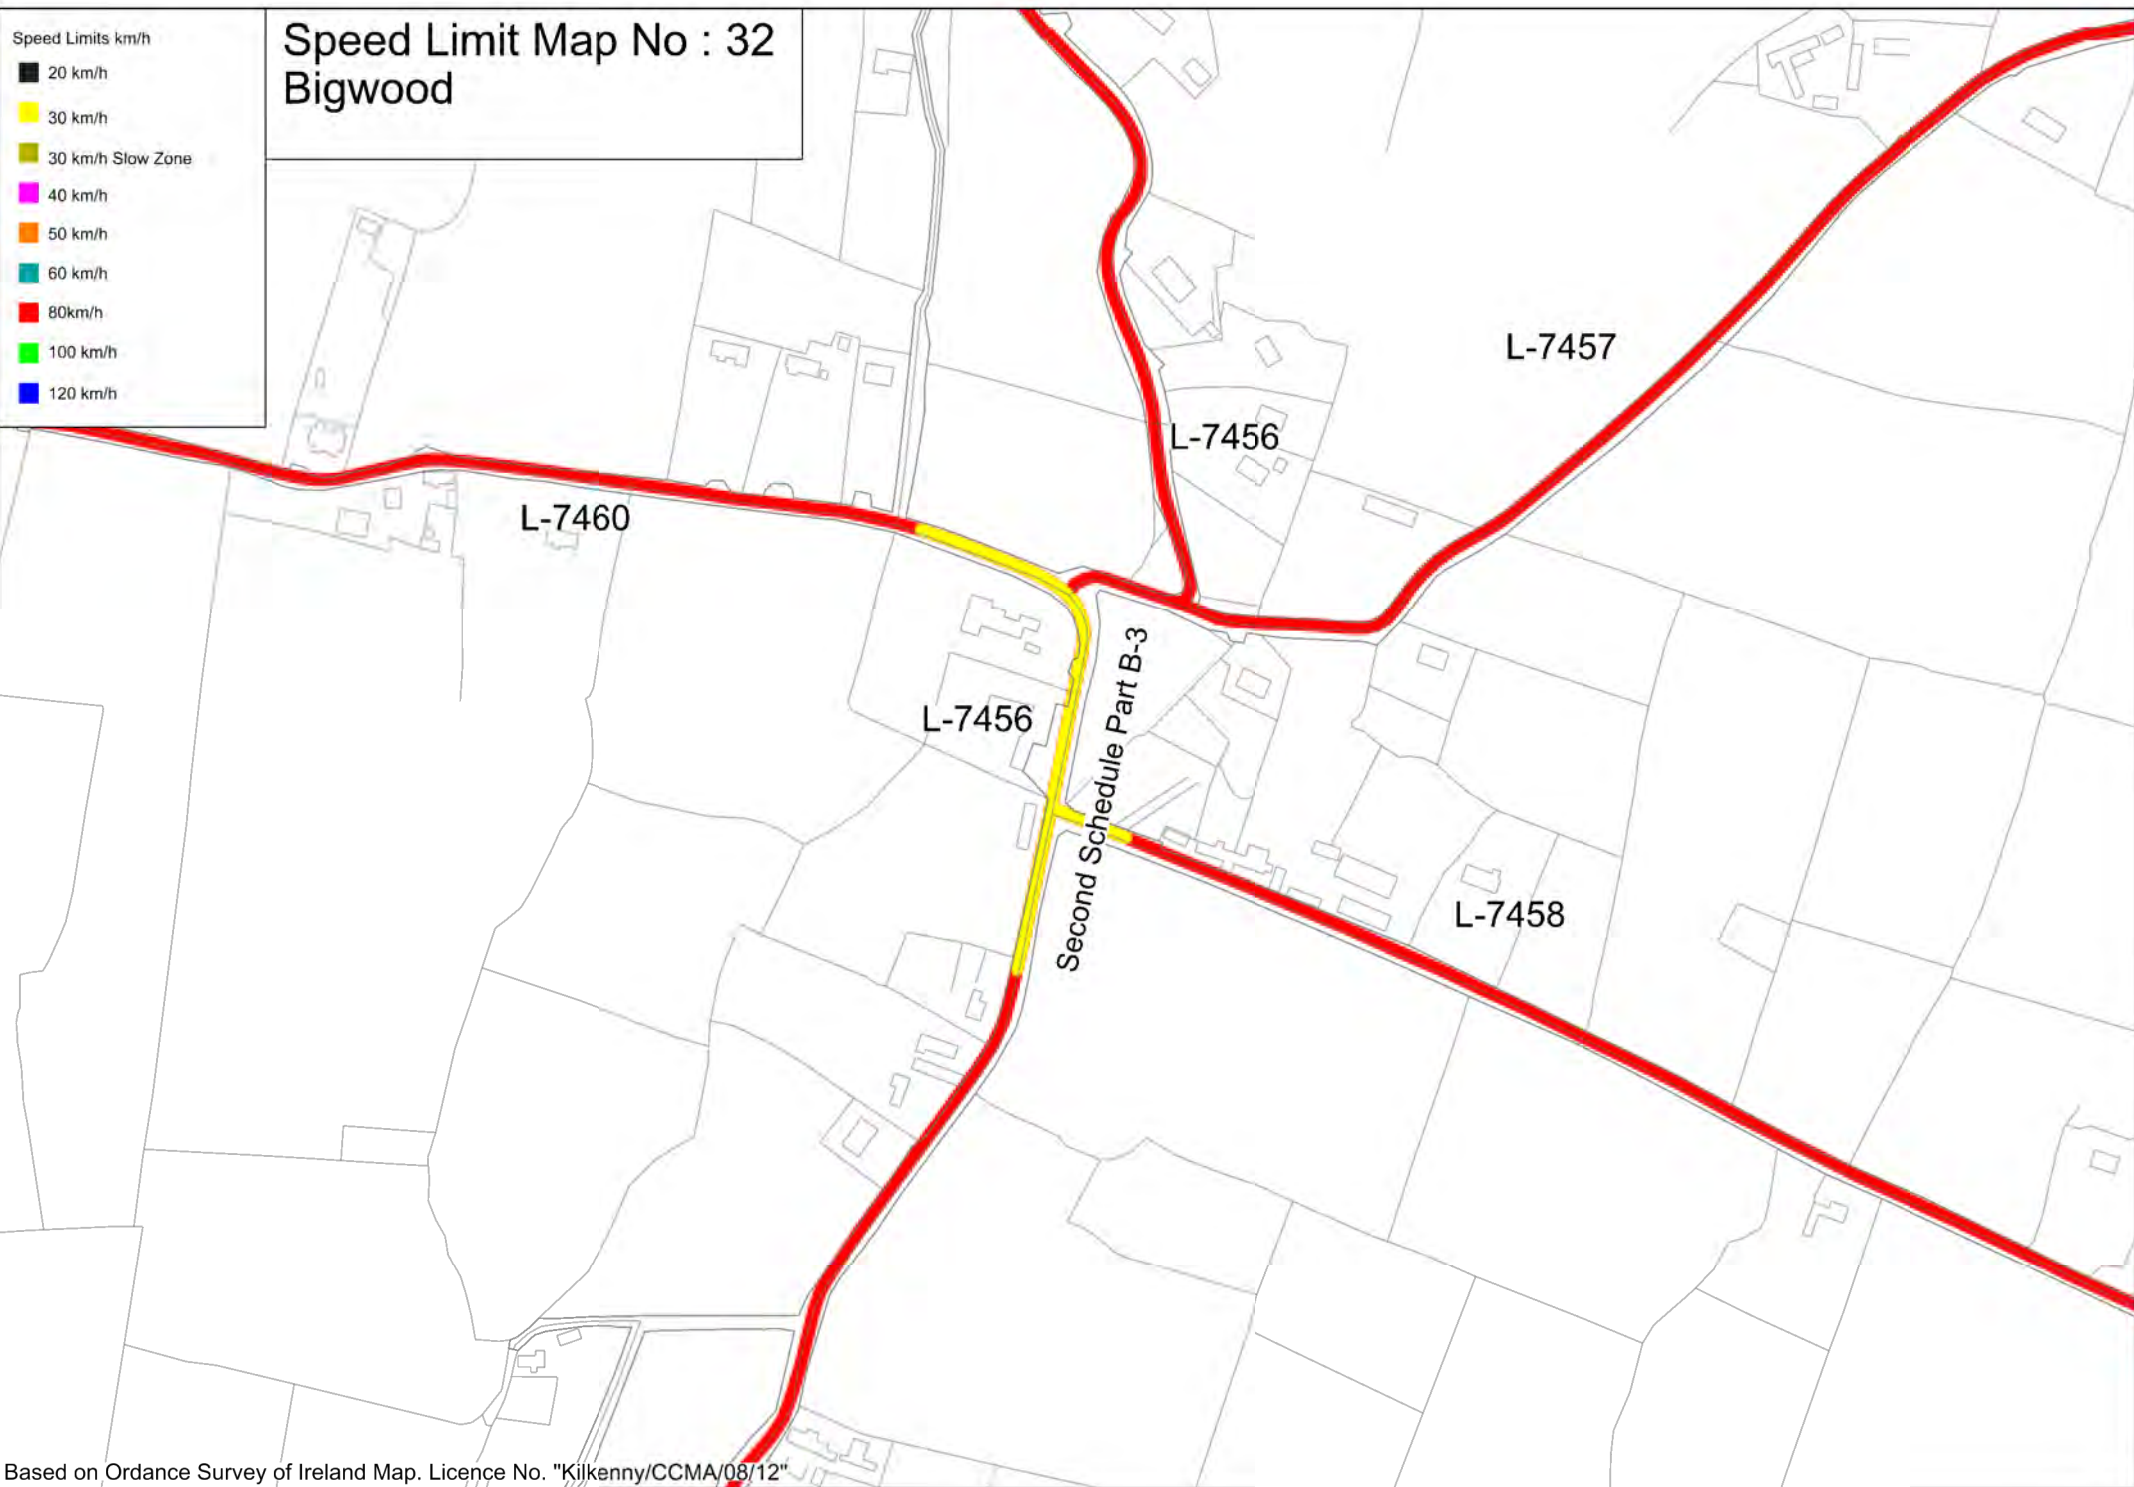 Speed Limits km/h
20 km/h
30 km/h
30 km/h Slow Zone
40 km/h
50 km/h
60 km/h
80km/h
100 km/h
120 km/h
Speed Limit Map No : 32
Bigwood
L-7457
L-7456
L-7460
L-7456
Second Schedule Part B-3
L-7458
Based on Ordance Survey of Ireland Map. Licence No. "Kilkenny/CCMA/08/12"